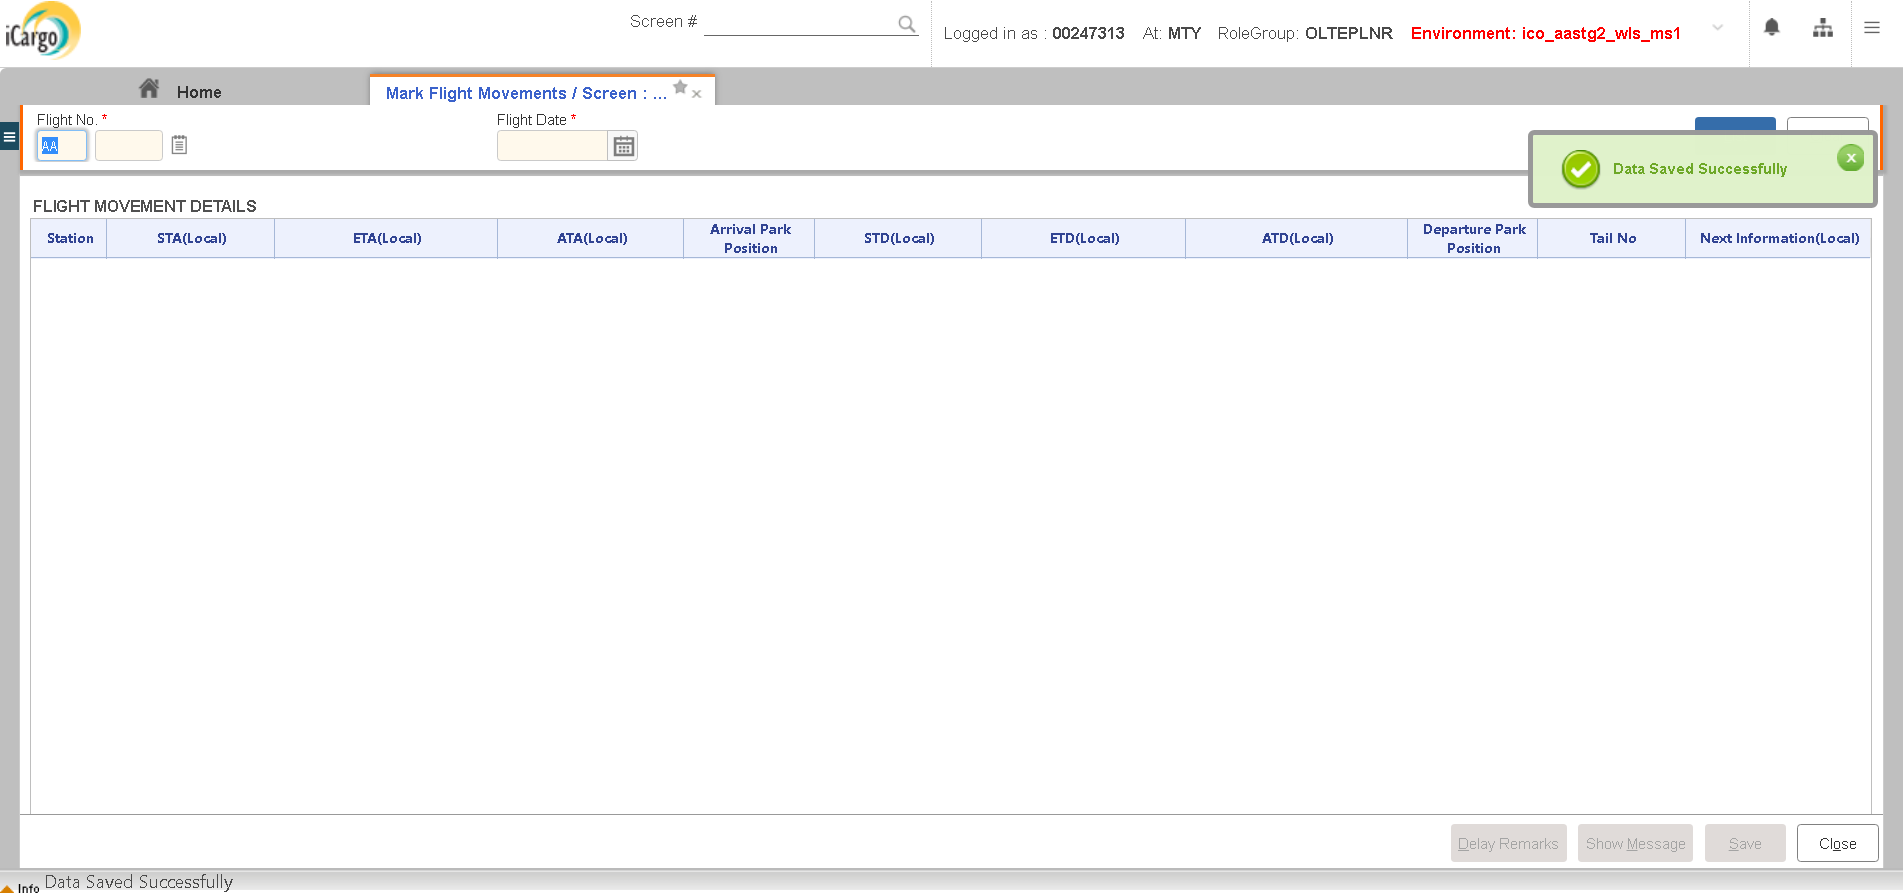 iCargo
Screen #
Logged in as : 00247313 At: MTY RoleGroup: OLTEPLNR Environment: ico_aastg2_wls_ms1
Home
Mark Flight Movements / Screen : ...
Flight No. *
Flight Date *
AA
Data Saved Successfully
FLIGHT MOVEMENT DETAILS
Station
STA(Local)
ETA(Local)
ATA(Local)
Arrival Park
Position
STD(Local)
ETD(Local)
ATD(Local)
Departure Park
Position
Tail No
Next Information(Local)
Delay Remarks
Show Message
Save
Close
Info Data Saved Successfully